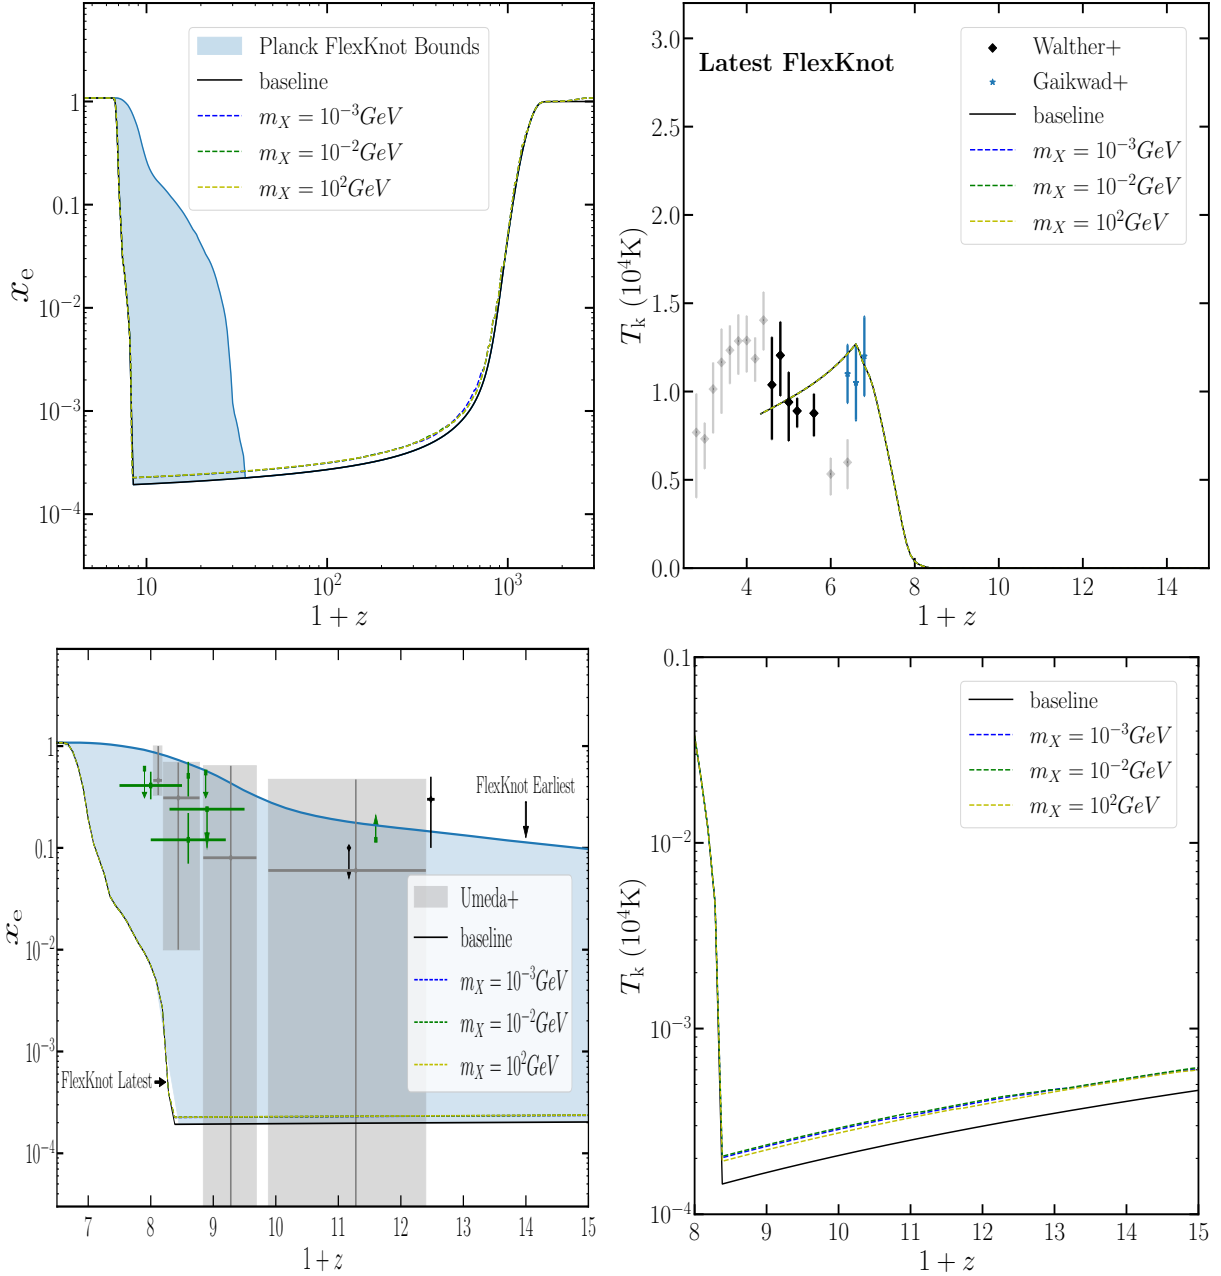 Planck FlexKnot Bounds
baseline
m_X = 10^{-3}GeV
m_X = 10^{-2}GeV
m_X = 10^{2}GeV
1
0.1
10^{-2}
10^{-3}
10^{-4}
x_e
10
10^{2}
10^{3}
1 + z
Latest FlexKnot
Walther+
Gaikwad+
baseline
m_X = 10^{-3}GeV
m_X = 10^{-2}GeV
m_X = 10^{2}GeV
3.0
2.5
2.0
1.5
1.0
0.5
0.0
T_k (10^4K)
4 6 8 10 12 14
1 + z
FlexKnot Earliest
Umeda+
baseline
m_X = 10^{-3}GeV
m_X = 10^{-2}GeV
m_X = 10^{2}GeV
FlexKnot Latest
1
0.1
10^{-2}
10^{-3}
10^{-4}
x_e
7 8 9 10 11 12 13 14 15
1 + z
baseline
m_X = 10^{-3}GeV
m_X = 10^{-2}GeV
m_X = 10^{2}GeV
0.1
10^{-2}
10^{-3}
10^{-4}
T_k (10^4K)
8 9 10 11 12 13 14 15
1 + z